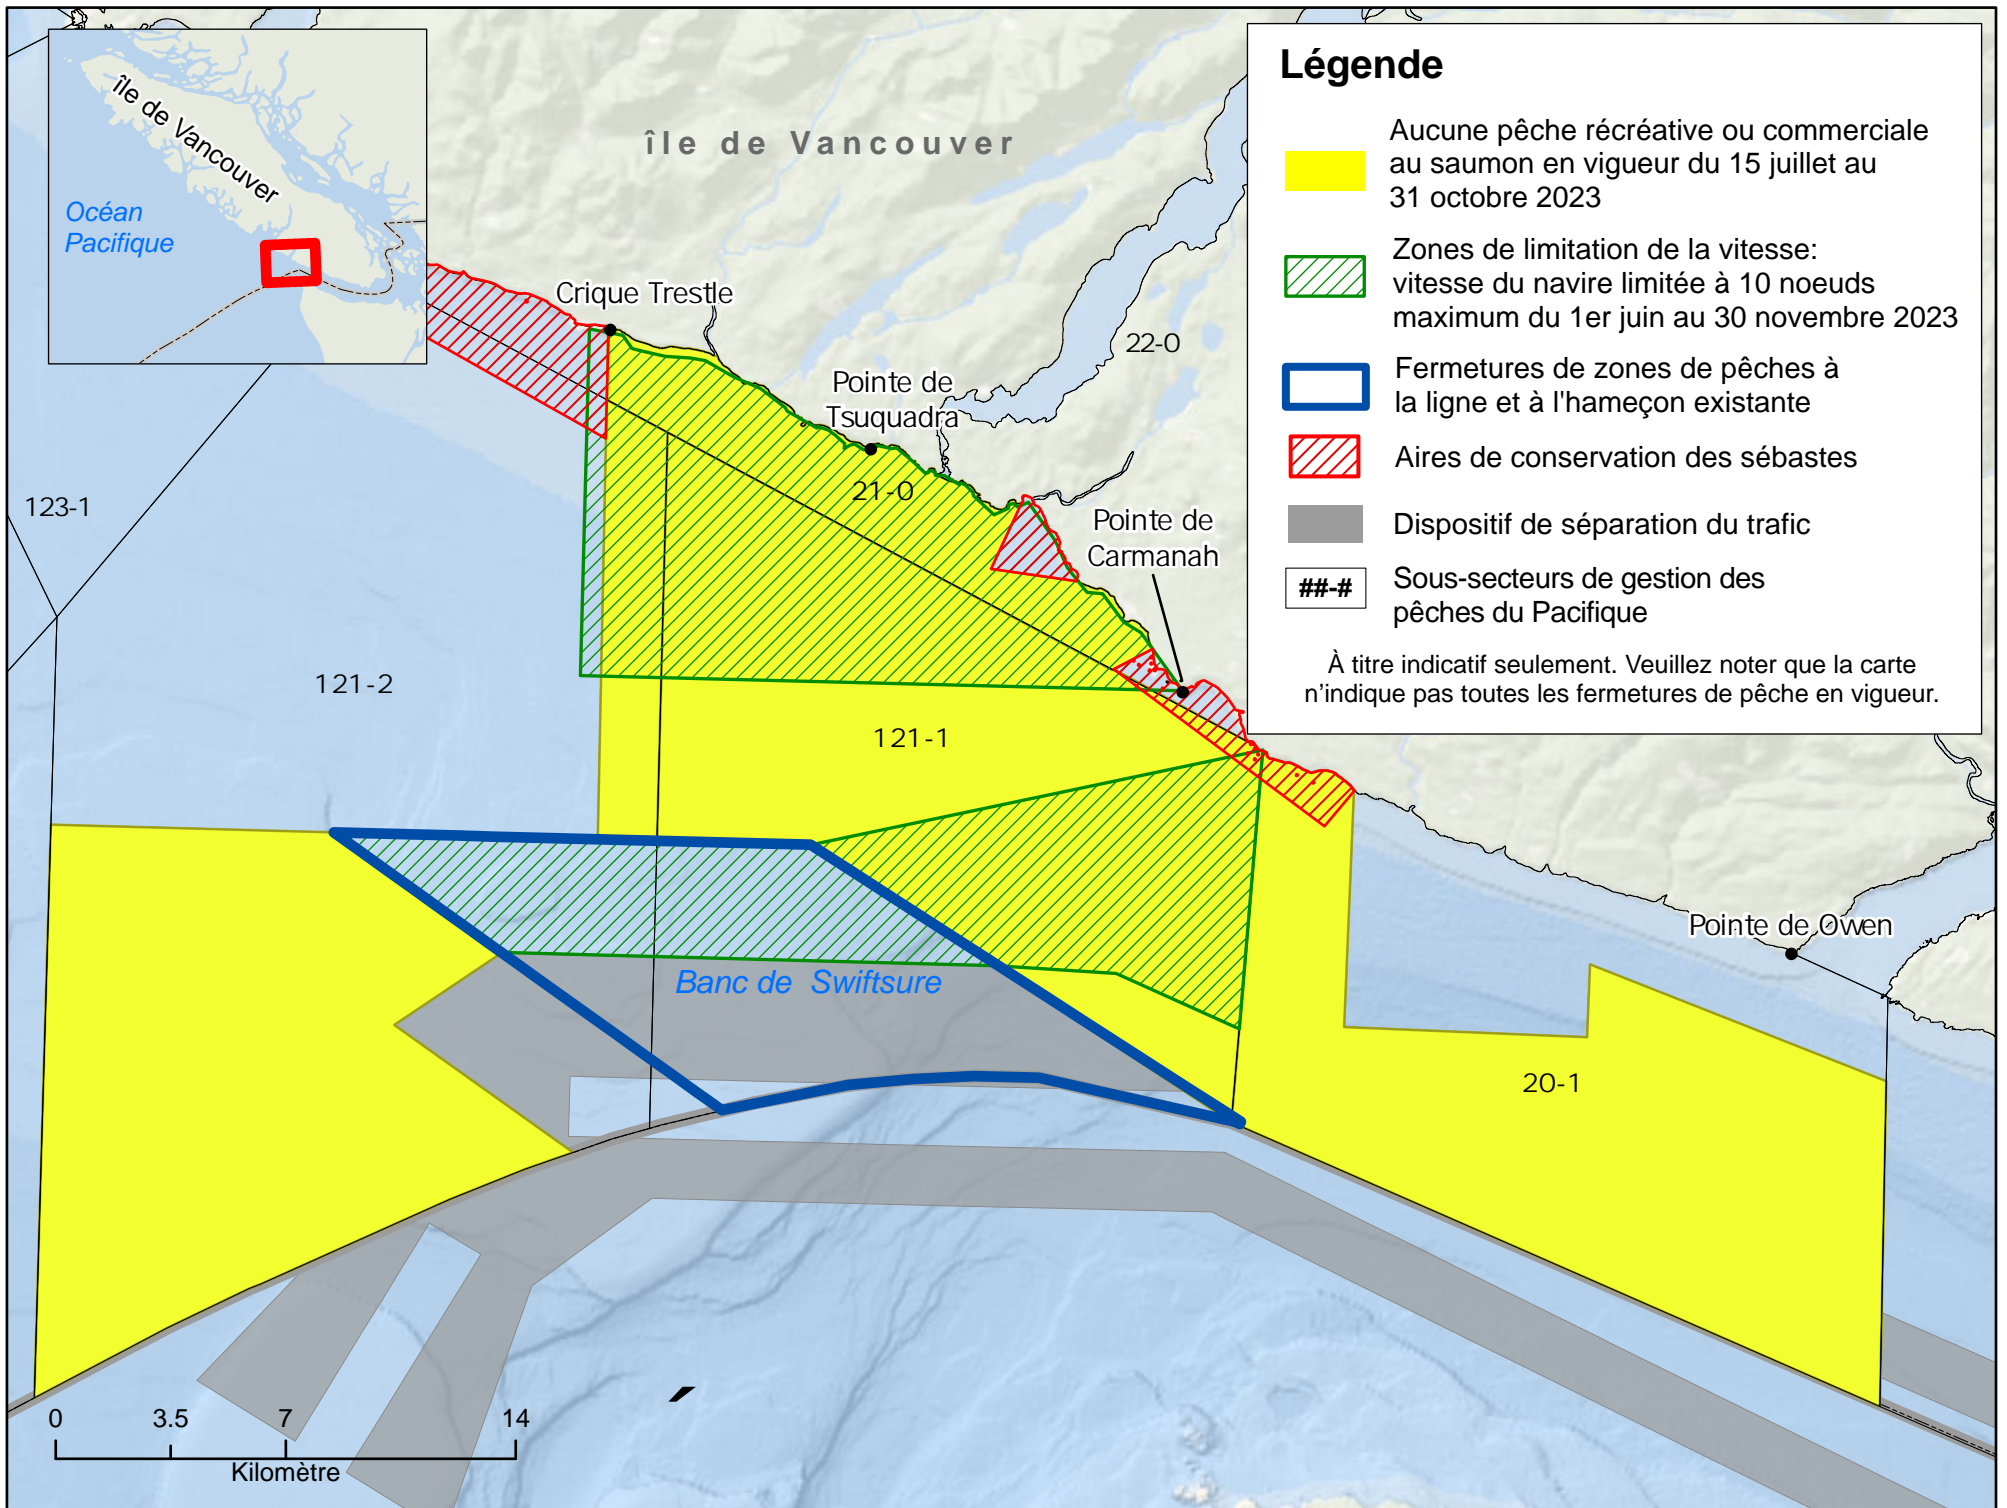 île de Vancouver
Océan
Pacifique
île de Vancouver
Crique Trestle
Pointe de
Tsuquadra
22-0
21-0
Pointe de
Carmanah
123-1
121-2
121-1
Banc de Swiftsure
Pointe de Owen
20-1
0 3.5 7 14
Kilomètre
Légende
Aucune pêche récréative ou commerciale
au saumon en vigueur du 15 juillet au
31 octobre 2023
Zones de limitation de la vitesse:
vitesse du navire limitée à 10 noeuds
maximum du 1er juin au 30 novembre 2023
Fermetures de zones de pêches à
la ligne et à l'hameçon existante
Aires de conservation des sébastes
Dispositif de séparation du trafic
##-#
Sous-secteurs de gestion des
pêches du Pacifique
À titre indicatif seulement. Veuillez noter que la carte
n’indique pas toutes les fermetures de pêche en vigueur.